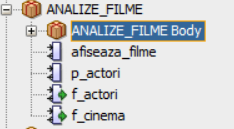 ANALIZE_FILME
ANALIZE_FILME Body
afiseaza_filme
p_actori
f_actori
f_cinema